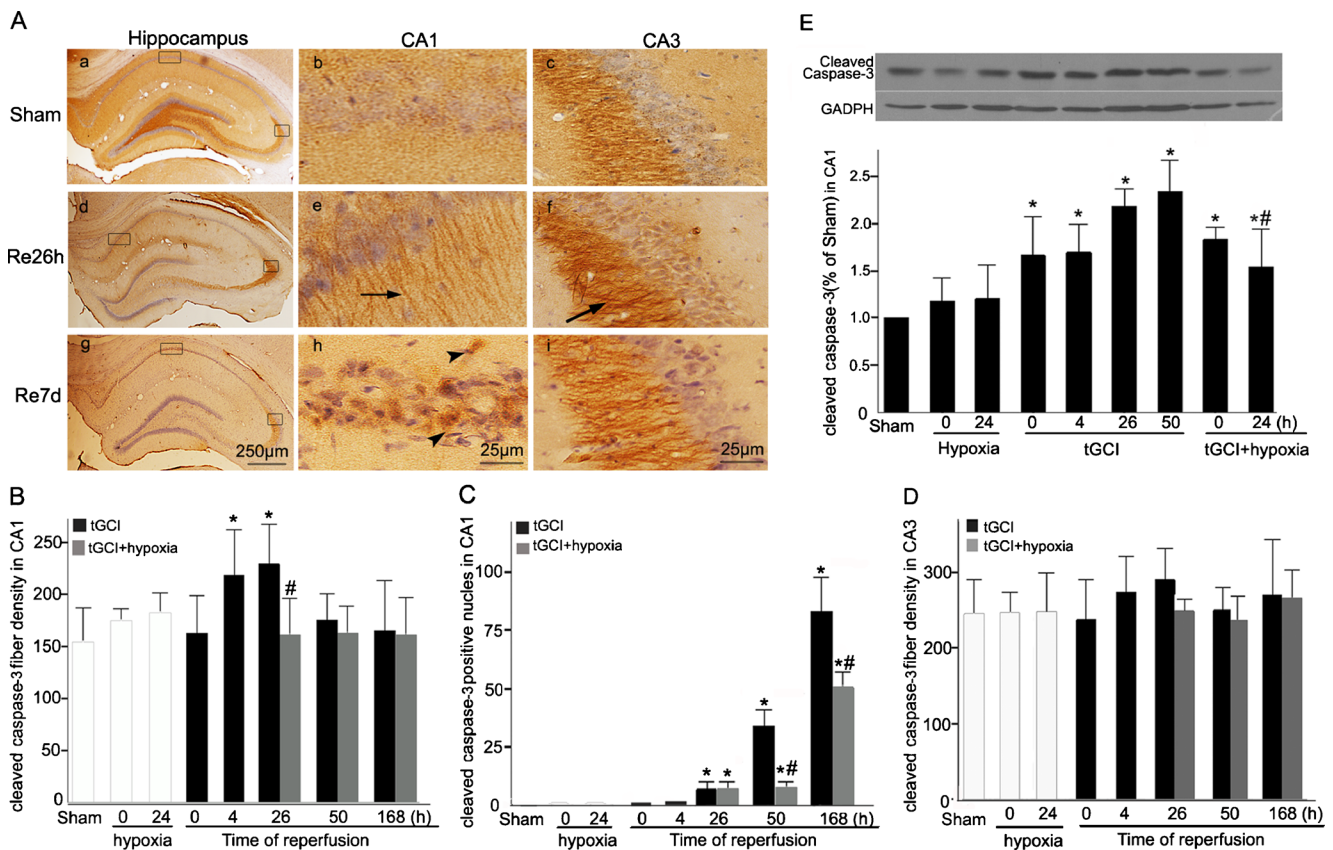 A
Hippocampus CA1 CA3
Sham
a b c
Re26h
d e f
Re7d
g h i
250µm 25µm 25µm
E
Cleaved
Caspase-3
GADPH
cleaved caspase-3(% of Sham) in CA1
2.5
2.0
1.5
1.0
0.5
0
* * * * * *#
Sham 0 24 0 4 26 50 0 24 (h)
Hypoxia tGCI tGCI+hypoxia
B
cleaved caspase-3 fiber density in CA1
tGCI
tGCI+hypoxia
250
200
150
100
50
0
* * #
Sham 0 24 0 4 26 50 168 (h)
hypoxia Time of reperfusion
C
cleaved caspase-3 positive nucles in CA1
tGCI
tGCI+hypoxia
100
75
50
25
0
* * * *# * *#
Sham 0 24 0 4 26 50 168 (h)
hypoxia Time of reperfusion
D
cleaved caspase-3 fiber density in CA3
tGCI
tGCI+hypoxia
300
200
100
0
Sham 0 24 0 4 26 50 168 (h)
hypoxia Time of reperfusion